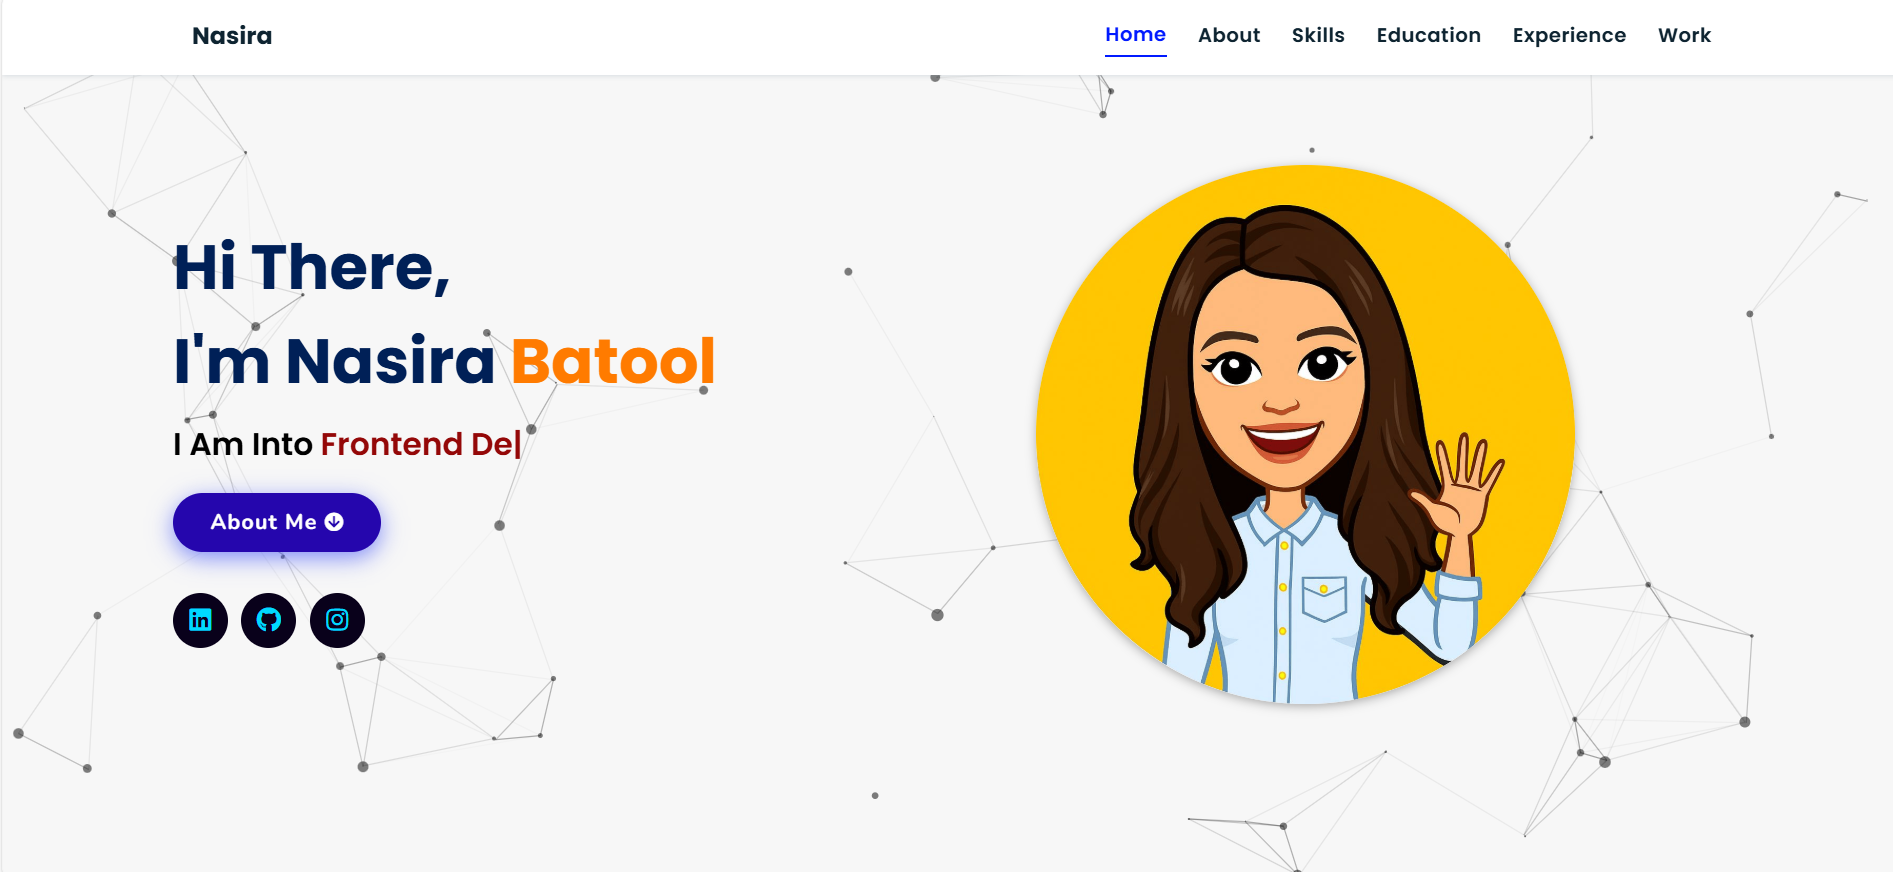 Nasira
Home About Skills Education Experience Work
Hi There,
I'm Nasira Batool
I Am Into Frontend De|
About Me